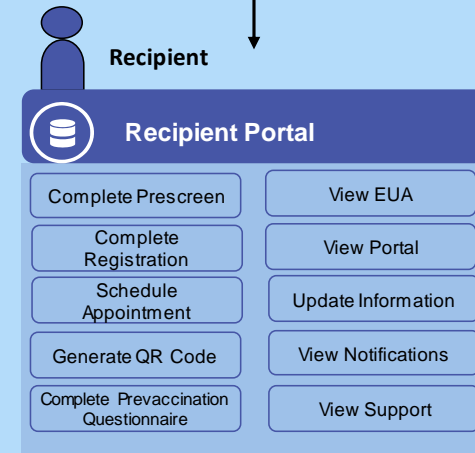 Recipient
Recipient Portal
Complete Prescreen
Complete
Registration
Schedule
Appointment
Generate QR Code
Complete Prevaccination
Questionnaire
View EUA
View Portal
Update Information
View Notifications
View Support